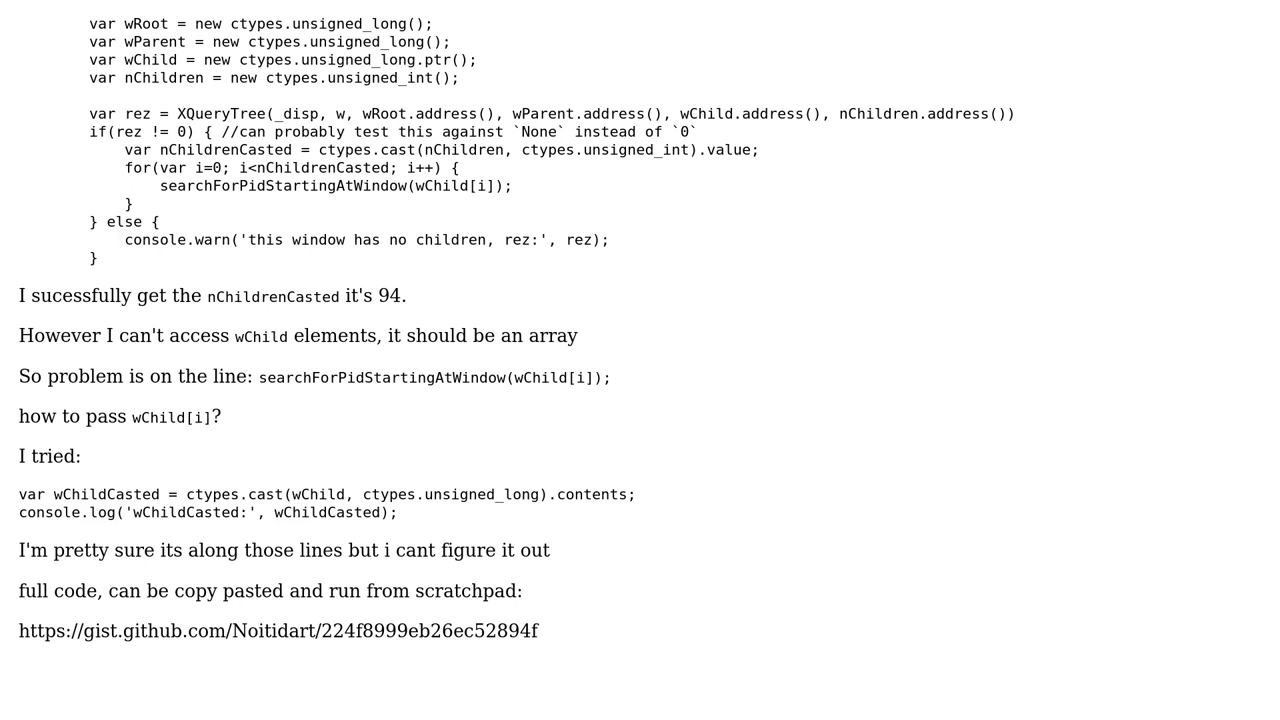 var wRoot = new ctypes.unsigned_long();
var wParent = new ctypes.unsigned_long();
var wChild = new ctypes.unsigned_long.ptr();
var nChildren = new ctypes.unsigned_int();
var rez = XQueryTree(_disp, w, wRoot.address(), wParent.address(), wChild.address(), nChildren.address())
if(rez != 0) { //can probably test this against `None` instead of `0`
var nChildrenCasted = ctypes.cast(nChildren, ctypes.unsigned_int).value;
for(var i=0; i<nChildrenCasted; i++) {
searchForPidStartingAtWindow(wChild[i]);
}
} else {
console.warn('this window has no children, rez:', rez);
}
I sucessfully get the nChildrenCasted it's 94.
However I can't access wChild elements, it should be an array
So problem is on the line: searchForPidStartingAtWindow(wChild[i]);
how to pass wChild[i]?
I tried:
var wChildCasted = ctypes.cast(wChild, ctypes.unsigned_long).contents;
console.log('wChildCasted:', wChildCasted);
I'm pretty sure its along those lines but i cant figure it out
full code, can be copy pasted and run from scratchpad:
https://gist.github.com/Noitidart/224f8999eb26ec52894f